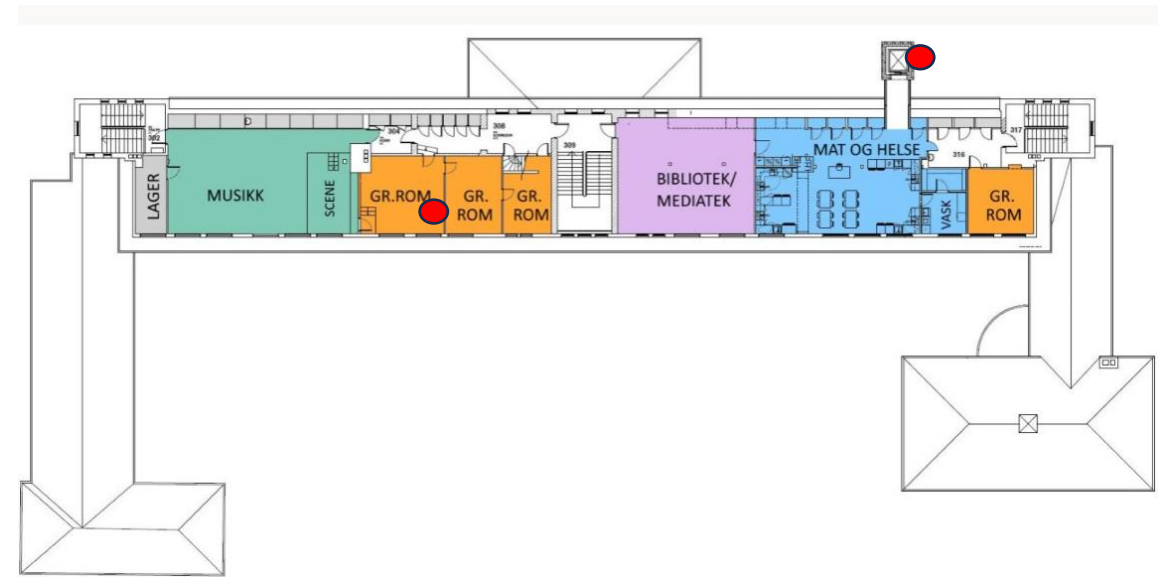 302
304
308
309
317
316
LAGER
MUSIKK
SCENE
GR.ROM
GR.
ROM
GR.
ROM
BIBLIOTEK/
MEDIATEK
MAT OG HELSE
VASK
GR.
ROM